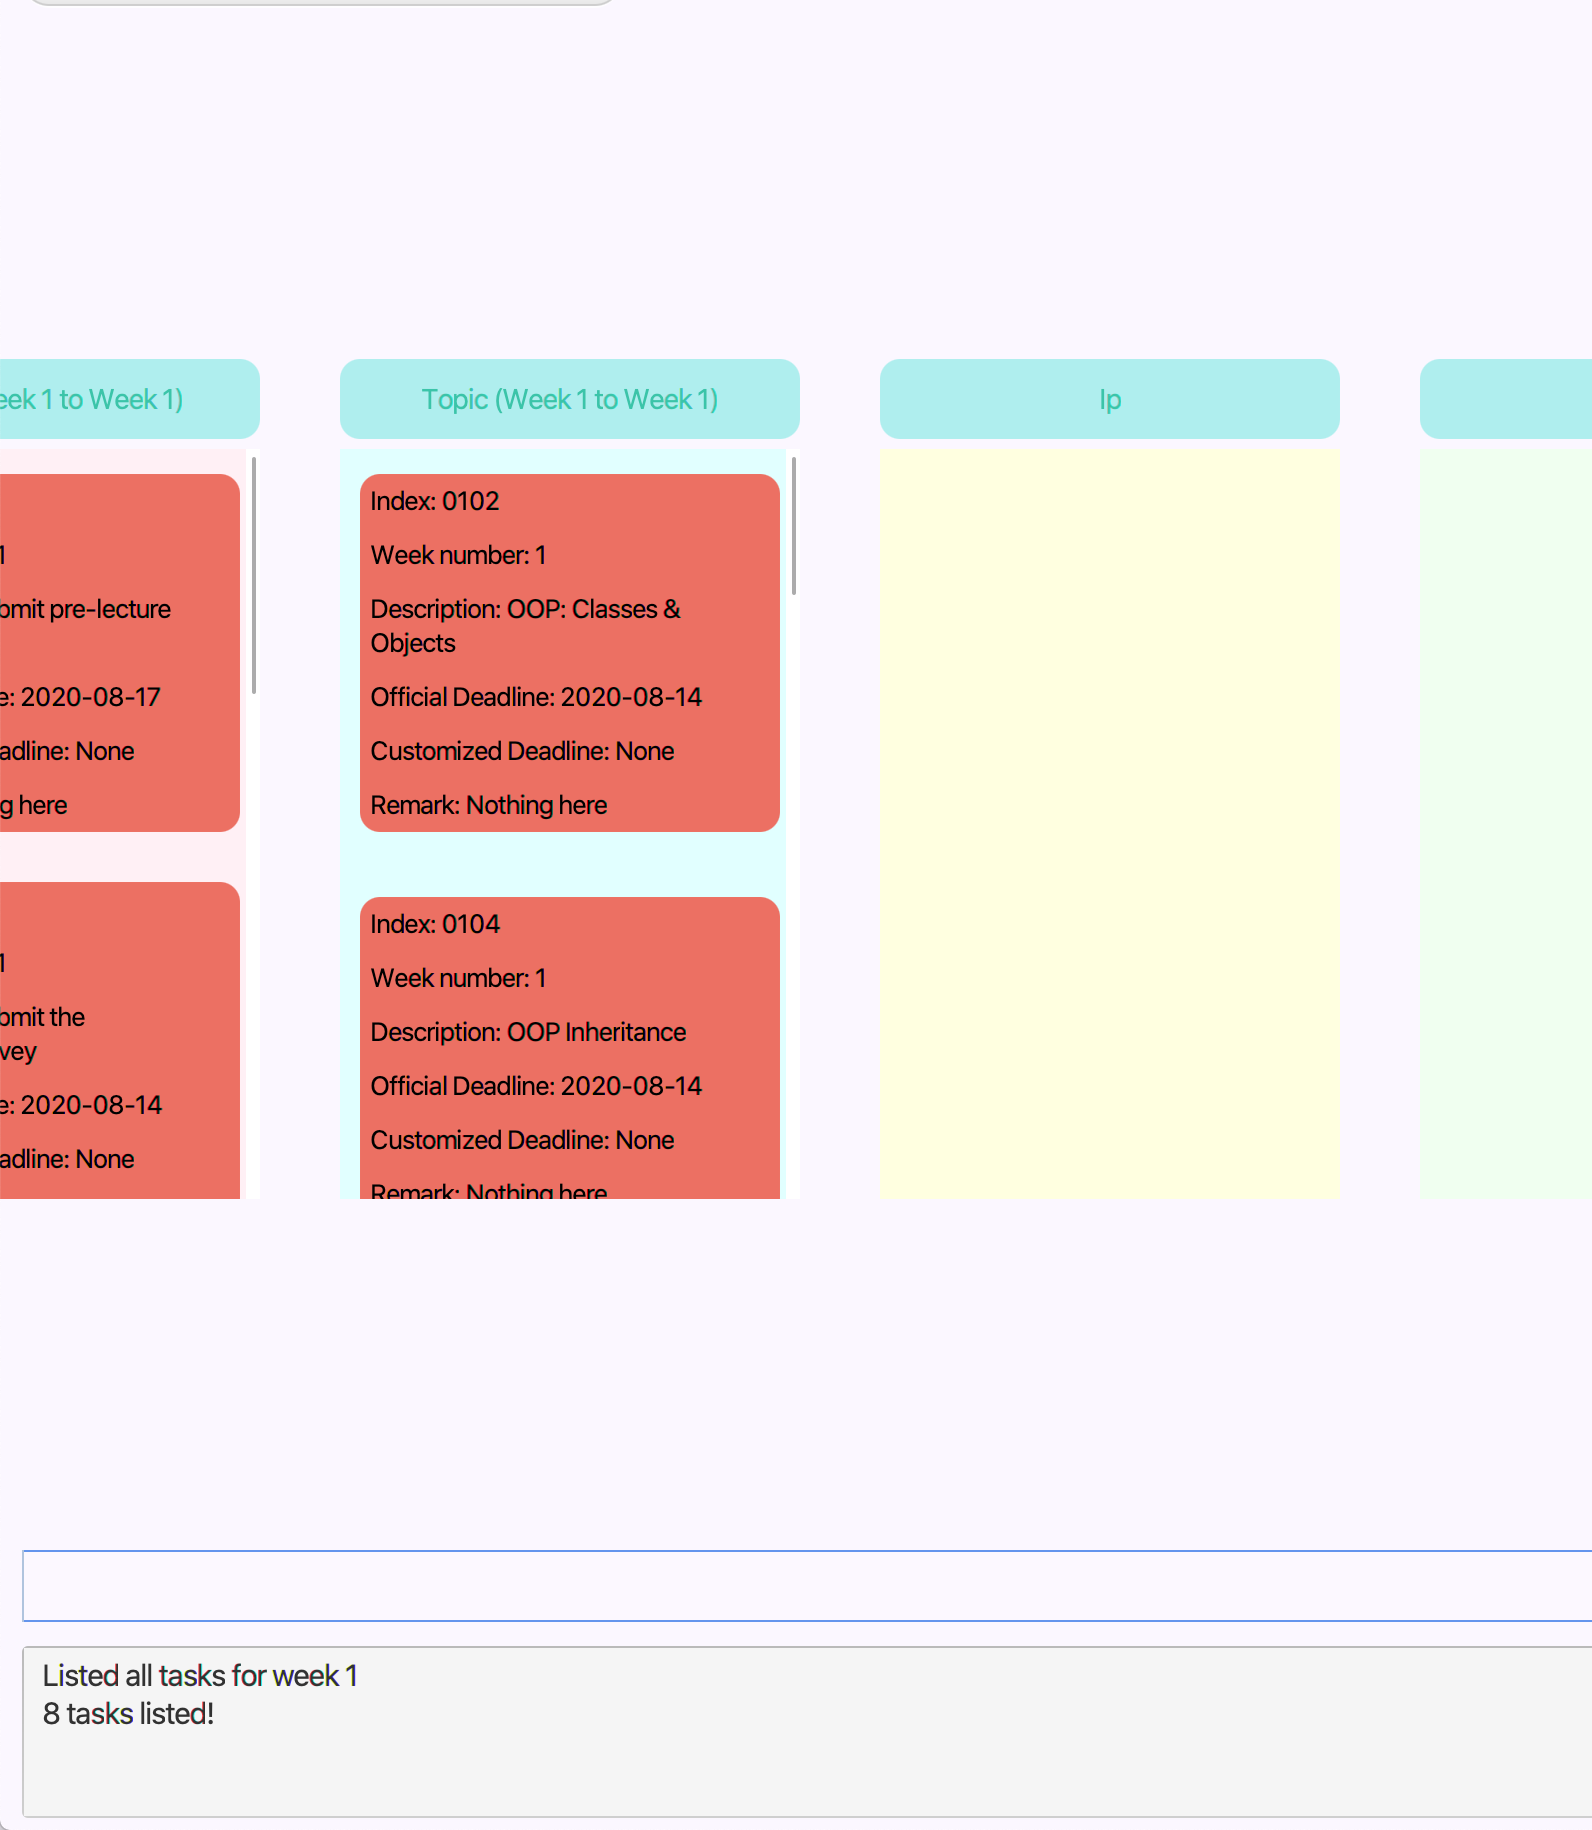 eek 1 to Week 1)
1
bmit pre-lecture
e: 2020-08-17
adline: None
g here
1
bmit the
vey
e: 2020-08-14
adline: None
Topic (Week 1 to Week 1)
Index: 0102
Week number: 1
Description: OOP: Classes &
Objects
Official Deadline: 2020-08-14
Customized Deadline: None
Remark: Nothing here
Index: 0104
Week number: 1
Description: OOP Inheritance
Official Deadline: 2020-08-14
Customized Deadline: None
Remark: Nothing here
Ip
Listed all tasks for week 1
8 tasks listed!